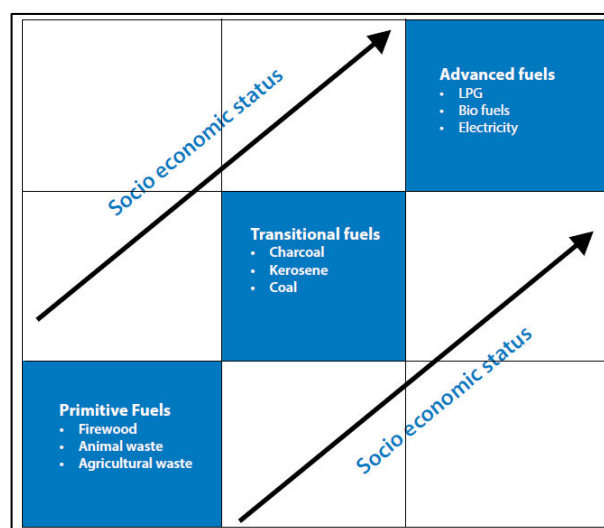 Advanced fuels
• LPG
• Bio fuels
• Electricity
Socio economic status
Transitional fuels
• Charcoal
• Kerosene
• Coal
Socio economic status
Primitive Fuels
• Firewood
• Animal waste
• Agricultural waste